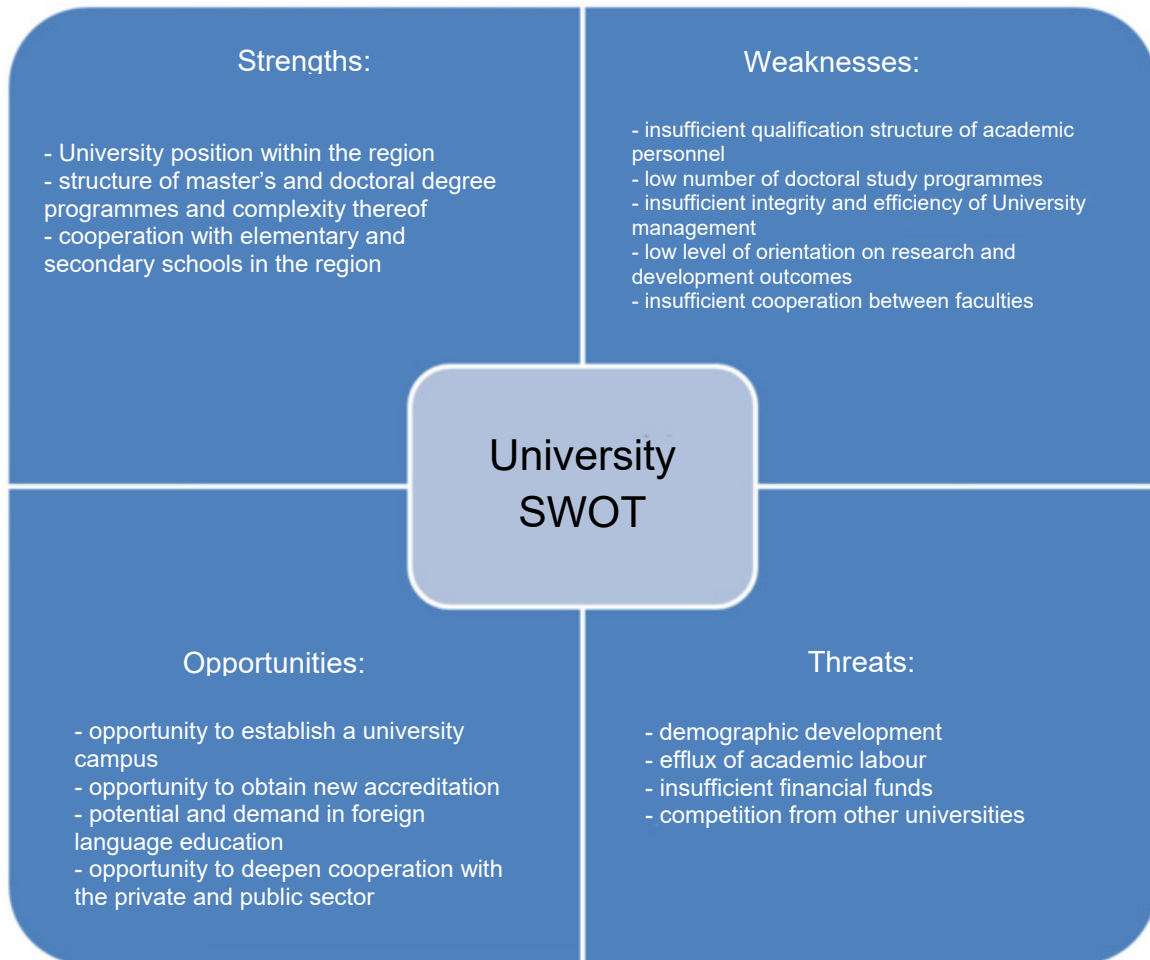 Strengths:
- University position within the region
- structure of master's and doctoral degree
programmes and complexity thereof
- cooperation with elementary and
secondary schools in the region
Weaknesses:
- insufficient qualification structure of academic
personnel
- low number of doctoral study programmes
- insufficient integrity and efficiency of University
management
- low level of orientation on research and
development outcomes
- insufficient cooperation between faculties
University
SWOT
Opportunities:
- opportunity to establish a university
campus
- opportunity to obtain new accreditation
- potential and demand in foreign
language education
- opportunity to deepen cooperation with
the private and public sector
Threats:
- demographic development
- efflux of academic labour
- insufficient financial funds
- competition from other universities